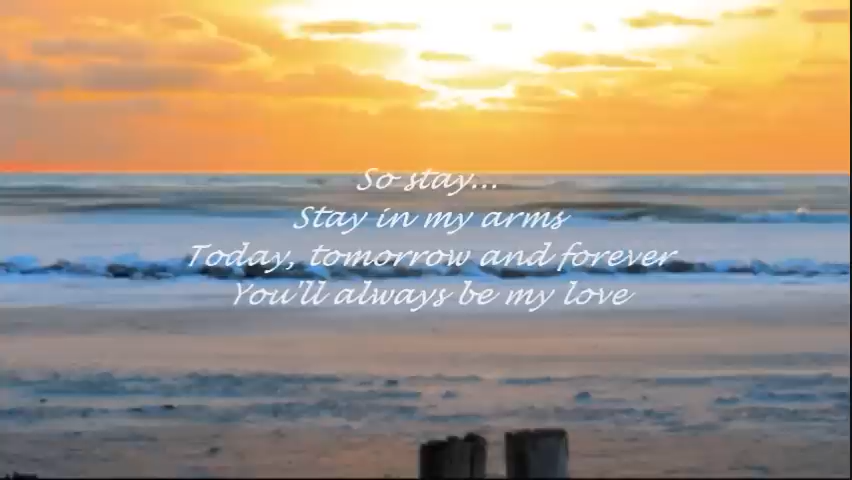 So stay...
Stay in my arms
Today, tomorrow and forever
You'll always be my love